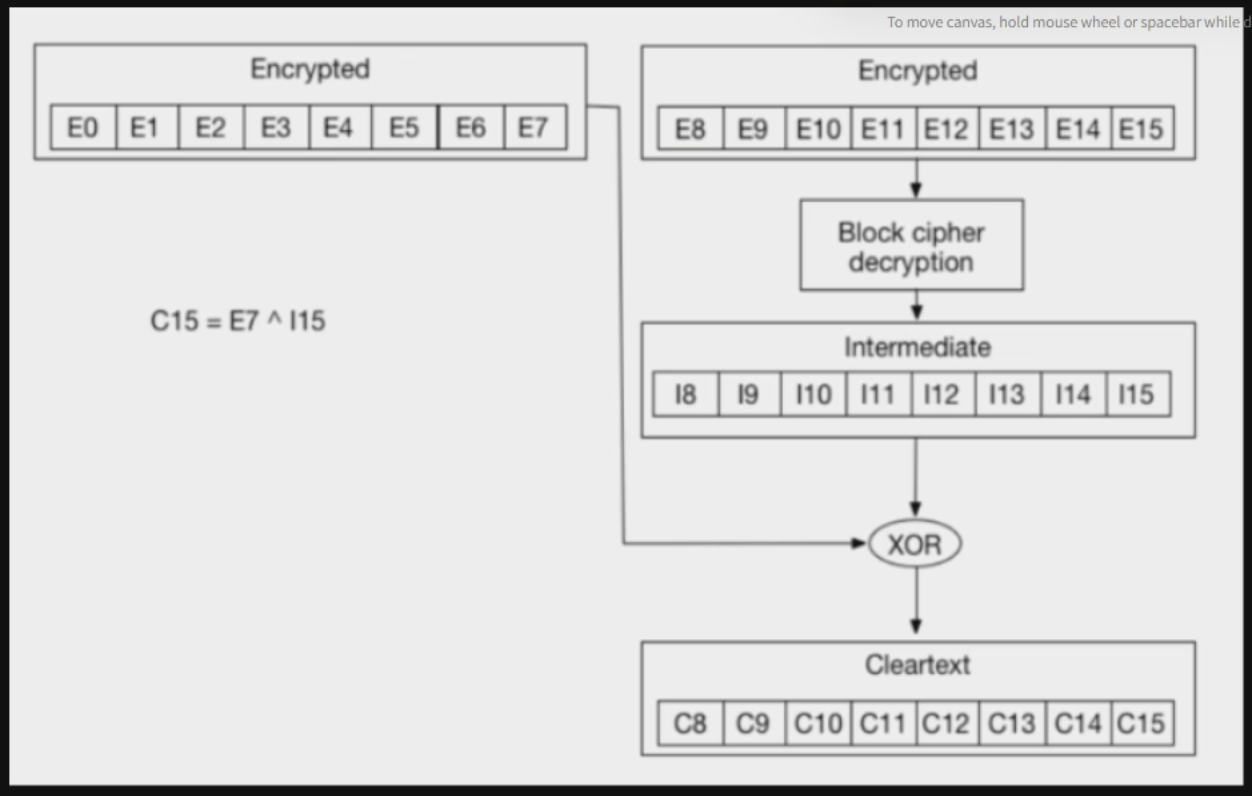 To move canvas, hold mouse wheel or spacebar while d
Encrypted
E0 E1 E2 E3 E4 E5 E6 E7
Encrypted
E8 E9 E10 E11 E12 E13 E14 E15
Block cipher
decryption
C15 = E7 ^ I15
Intermediate
I8 I9 I10 I11 I12 I13 I14 I15
XOR
Cleartext
C8 C9 C10 C11 C12 C13 C14 C15